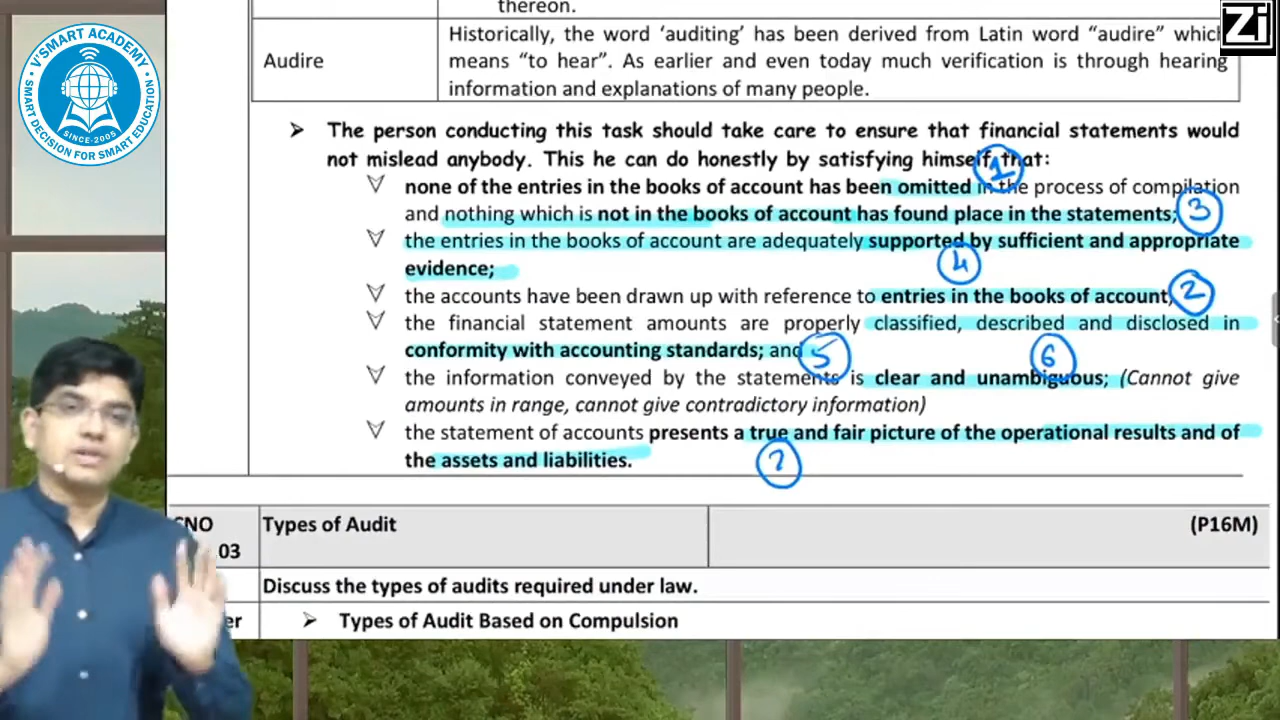 V'SMART ACADEMY
SINCE-2005
SMART DECISION FOR SMART EDUCATION
Zi
thereon.
Audire
Historically, the word ‘auditing’ has been derived from Latin word “audire” which
means “to hear”. As earlier and even today much verification is through hearing
information and explanations of many people.
➤ The person conducting this task should take care to ensure that financial statements would
not mislead anybody. This he can do honestly by satisfying himself that:
1
none of the entries in the books of account has been omitted in the process of compilation
and nothing which is not in the books of account has found place in the statements; 3
the entries in the books of account are adequately supported by sufficient and appropriate
evidence; 4
the accounts have been drawn up with reference to entries in the books of account; 2
the financial statement amounts are properly classified, described and disclosed in
conformity with accounting standards; and 5 6
the information conveyed by the statements is clear and unambiguous; (Cannot give
amounts in range, cannot give contradictory information)
the statement of accounts presents a true and fair picture of the operational results and of
the assets and liabilities. 7
Types of Audit (P16M)
03
Discuss the types of audits required under law.
er ➤ Types of Audit Based on Compulsion